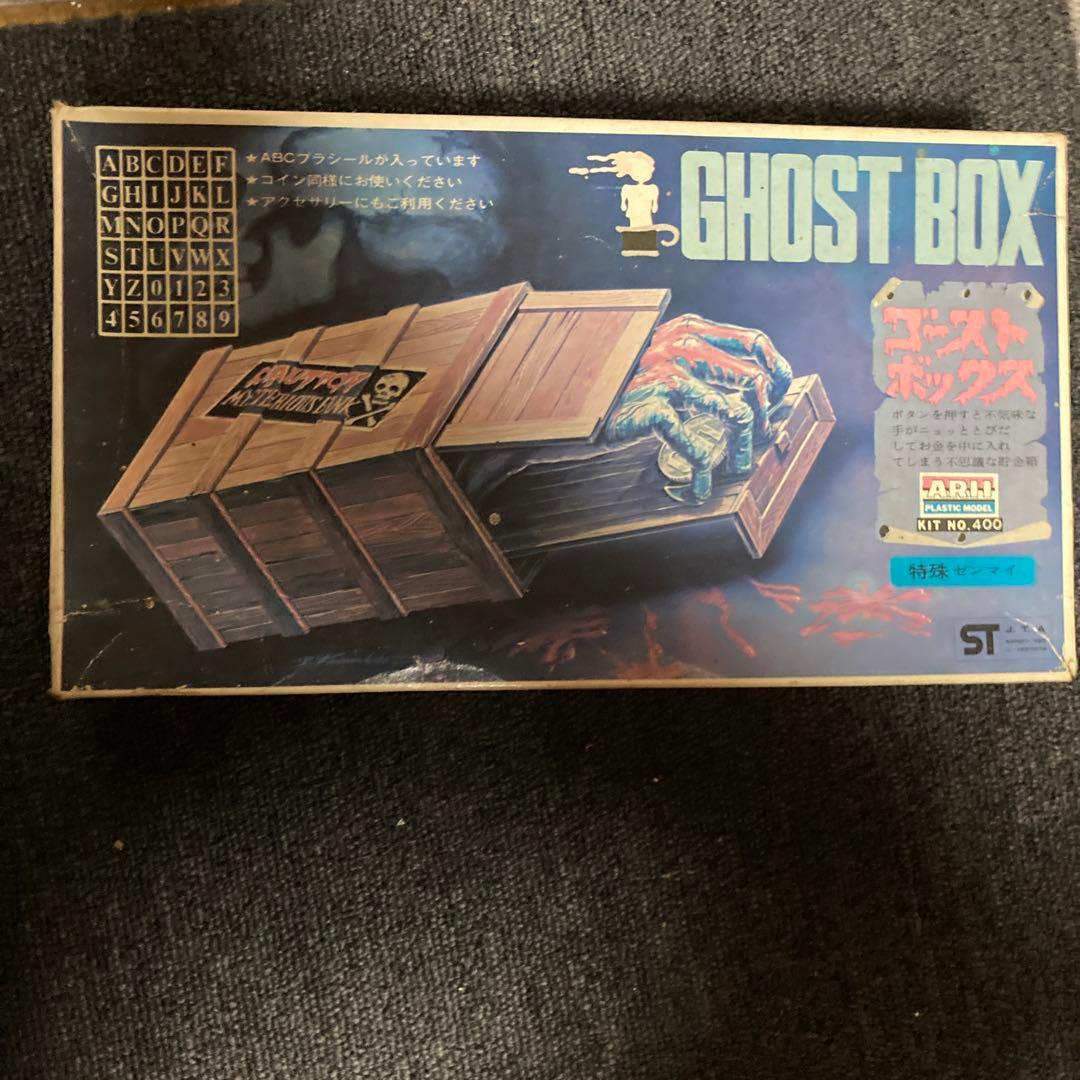 ABCDEF
GHIJKL
MNOPQR
STUVWX
YZ0123
456789
★ABCプラシールが入っています
★コイン同様にお使いください
★アクセサリーにもご利用ください
GHOST BOX
ゴースト
ボックス
ボタンを押すと不気味な
手がニュッととびだ
してお金を中に入れ
てしまう不思議な貯金箱
ARII
PLASTIC MODEL
KIT NO.400
特殊ゼンマイ
MYSTERIOUS BANK
ST